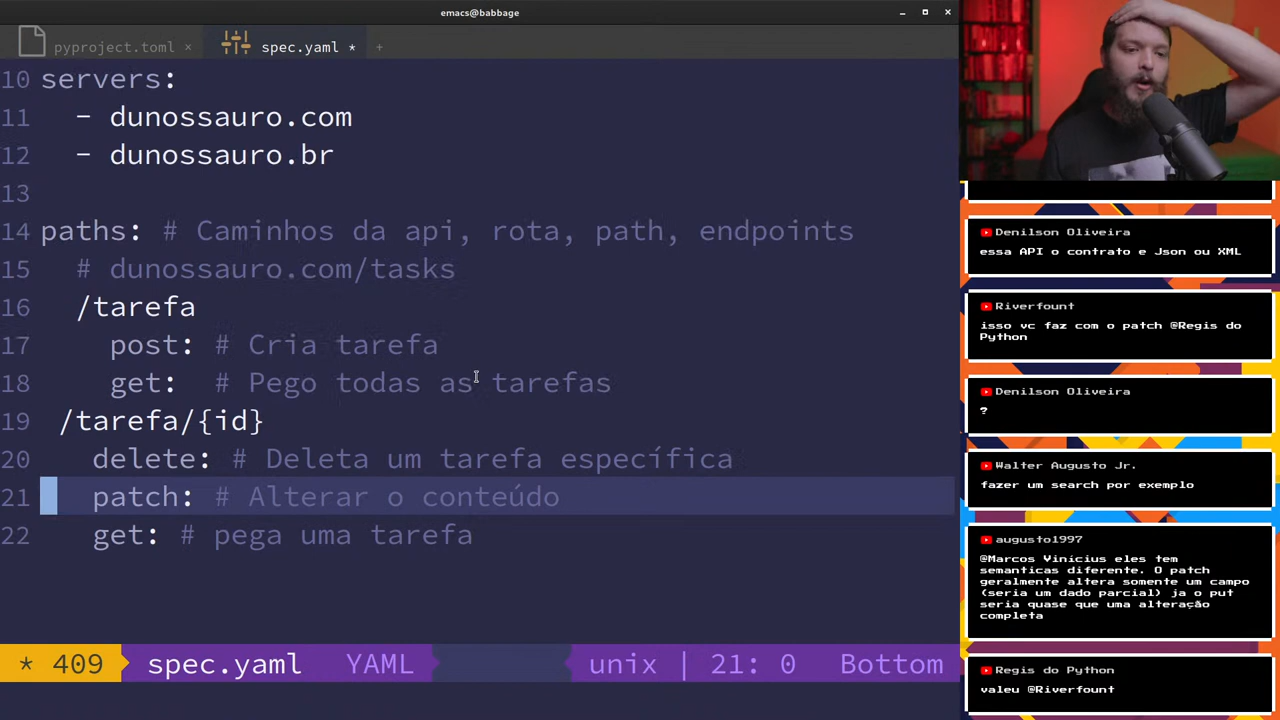 emacs@babbage
pyproject.toml ×
spec.yaml * +
10 servers:
11 - dunossauro.com
12 - dunossauro.br
13
14 paths: # Caminhos da api, rota, path, endpoints
15 # dunossauro.com/tasks
16 /tarefa
17 post: # Cria tarefa
18 get: # Pego todas as tarefas
19 /tarefa/{id}
20 delete: # Deleta um tarefa específica
21 patch: # Alterar o conteúdo
22 get: # pega uma tarefa
* 409 spec.yaml YAML unix | 21: 0 Bottom
Denilson Oliveira
essa API o contrato e Json ou XML
Riverfount
isso vc faz com o patch @Regis do
Python
Denilson Oliveira
?
Walter Augusto Jr.
fazer um search por exemplo
augusto1997
@Marcos Vinícius eles tem
semanticas diferente. O patch
geralmente altera somente um campo
(seria um dado parcial) ja o put
seria quase que uma alteração
completa
Regis do Python
valeu @Riverfount